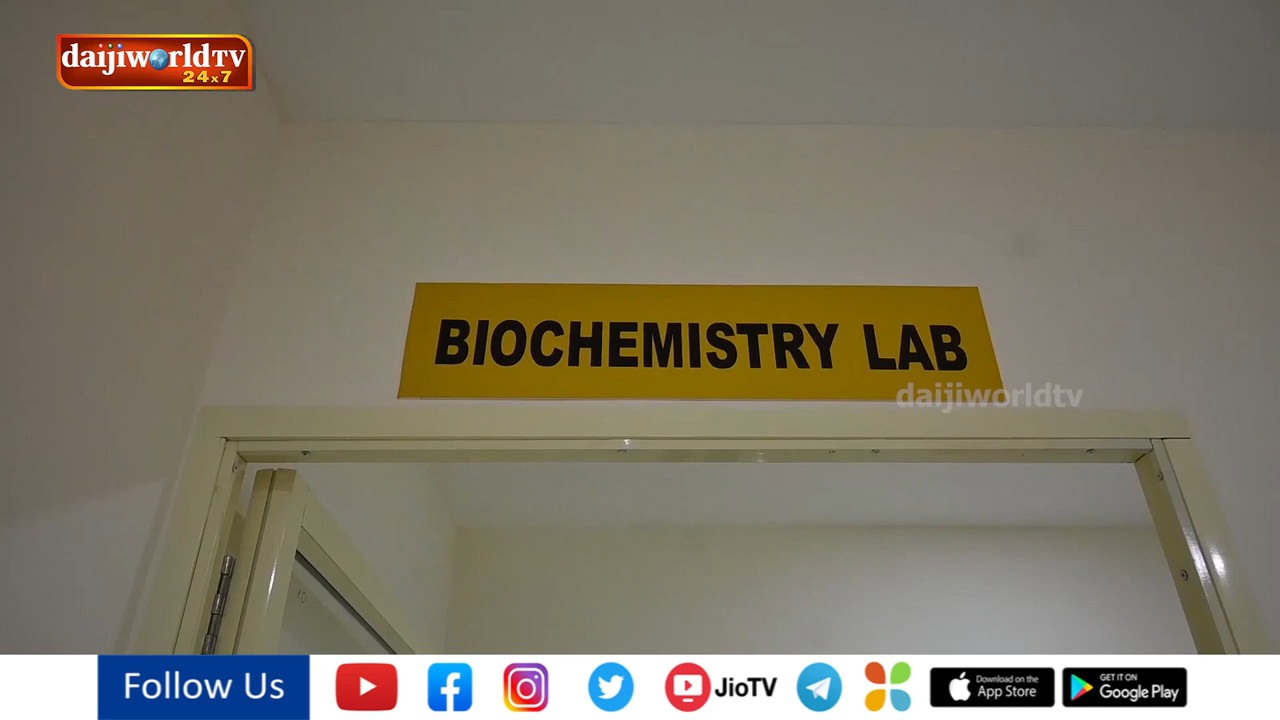 daijiworldTV
24x7
BIOCHEMISTRY LAB
daijiworldtv
Follow Us
JioTV
Download on the
App Store
GET IT ON
Google Play